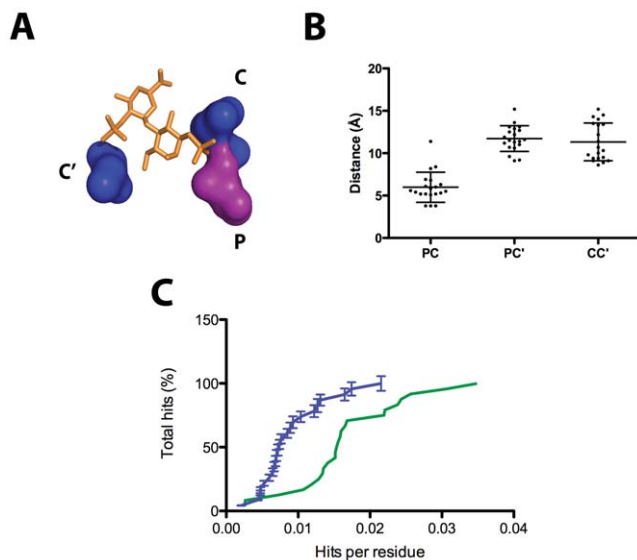 A
C
C'
P
B
Distance (Å)
20
15
10
5
0
PC
PC'
CC'
C
Total hits (%)
150
100
50
0
0.00
0.01
0.02
0.03
0.04
Hits per residue